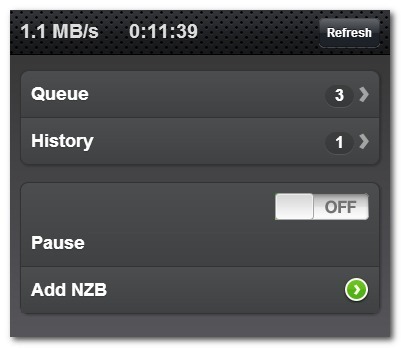 1.1 MB/s 0:11:39 Refresh
Queue 3
History 1
OFF
Pause
Add NZB